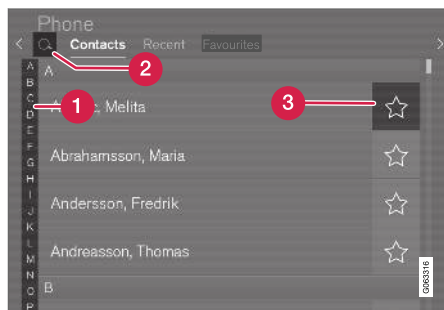 Phone
Contacts Recent Favourites
2
A
A
B
C
D
1
Melita
3
E
F
G
Abrahamsson, Maria
H
I
J
Andersson, Fredrik
K
L
M
Andreasson, Thomas
N
O
B
P
G063316